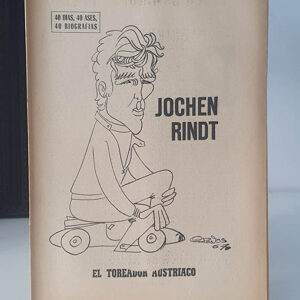 40 DIAS, 40 ASES,
40 BIOGRAFIAS
JOCHEN
RINDT
EL TOREADOR AUSTRIACO